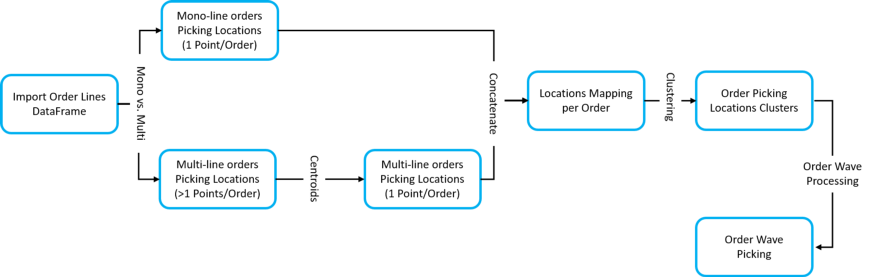 Import Order Lines
DataFrame
Mono vs. Multi
Mono-line orders
Picking Locations
(1 Point/Order)
Multi-line orders
Picking Locations
(>1 Points/Order)
Centroids
Multi-line orders
Picking Locations
(1 Point/Order)
Concatenate
Locations Mapping
per Order
Clustering
Order Picking
Locations Clusters
Order Wave
Processing
Order Wave
Picking